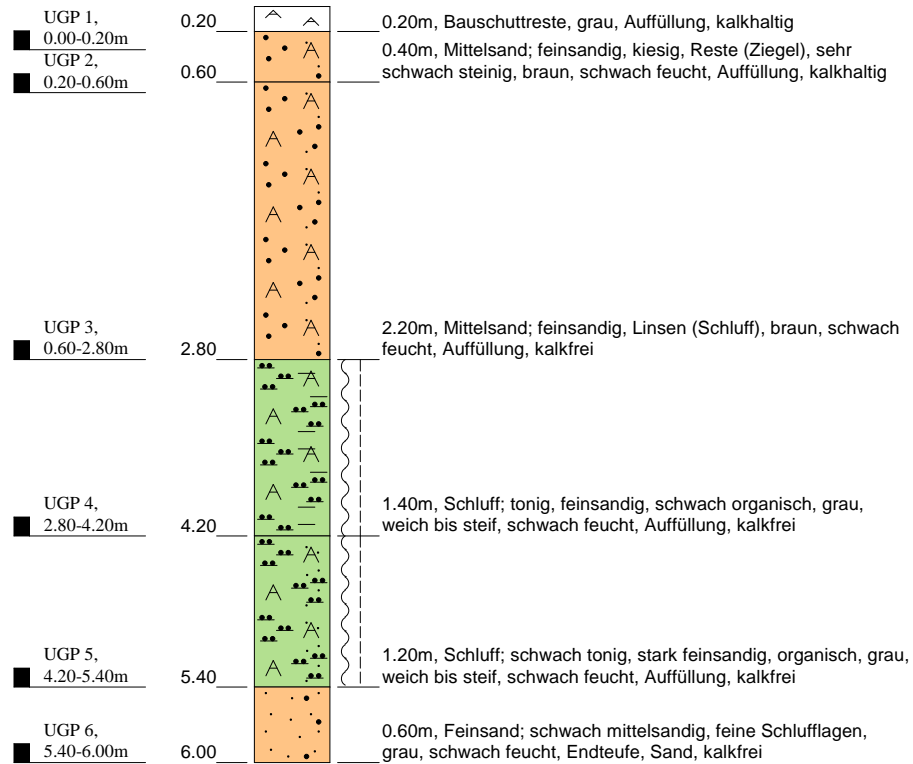 UGP 1,
0.00-0.20m
0.20
0.20m, Bauschuttreste, grau, Auffüllung, kalkhaltig
UGP 2,
0.20-0.60m
0.60
0.40m, Mittelsand; feinsandig, kiesig, Reste (Ziegel), sehr
schwach steinig, braun, schwach feucht, Auffüllung, kalkhaltig
UGP 3,
0.60-2.80m
2.80
2.20m, Mittelsand; feinsandig, Linsen (Schluff), braun, schwach
feucht, Auffüllung, kalkfrei
UGP 4,
2.80-4.20m
4.20
1.40m, Schluff; tonig, feinsandig, schwach organisch, grau,
weich bis steif, schwach feucht, Auffüllung, kalkfrei
UGP 5,
4.20-5.40m
5.40
1.20m, Schluff; schwach tonig, stark feinsandig, organisch, grau,
weich bis steif, schwach feucht, Auffüllung, kalkfrei
UGP 6,
5.40-6.00m
6.00
0.60m, Feinsand; schwach mittelsandig, feine Schlufflagen,
grau, schwach feucht, Endteufe, Sand, kalkfrei